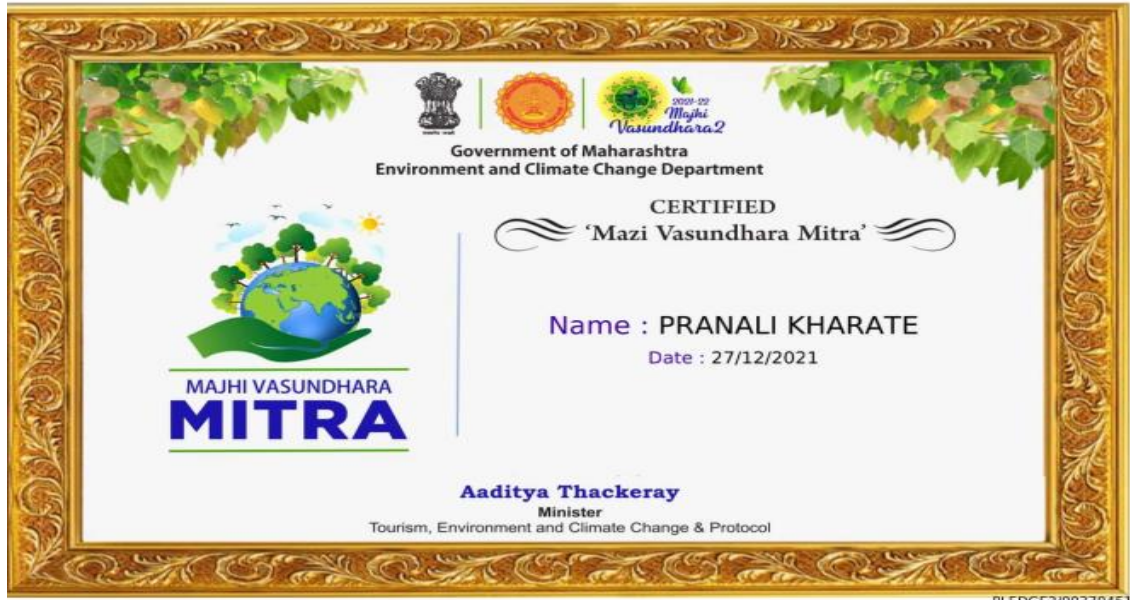 2021-22
Majhi
Vasundhara2
Government of Maharashtra
Environment and Climate Change Department
CERTIFIED
‘Mazi Vasundhara Mitra’
Name : PRANALI KHARATE
Date : 27/12/2021
MAJHI VASUNDHARA
MITRA
Aaditya Thackeray
Minister
Tourism, Environment and Climate Change & Protocol